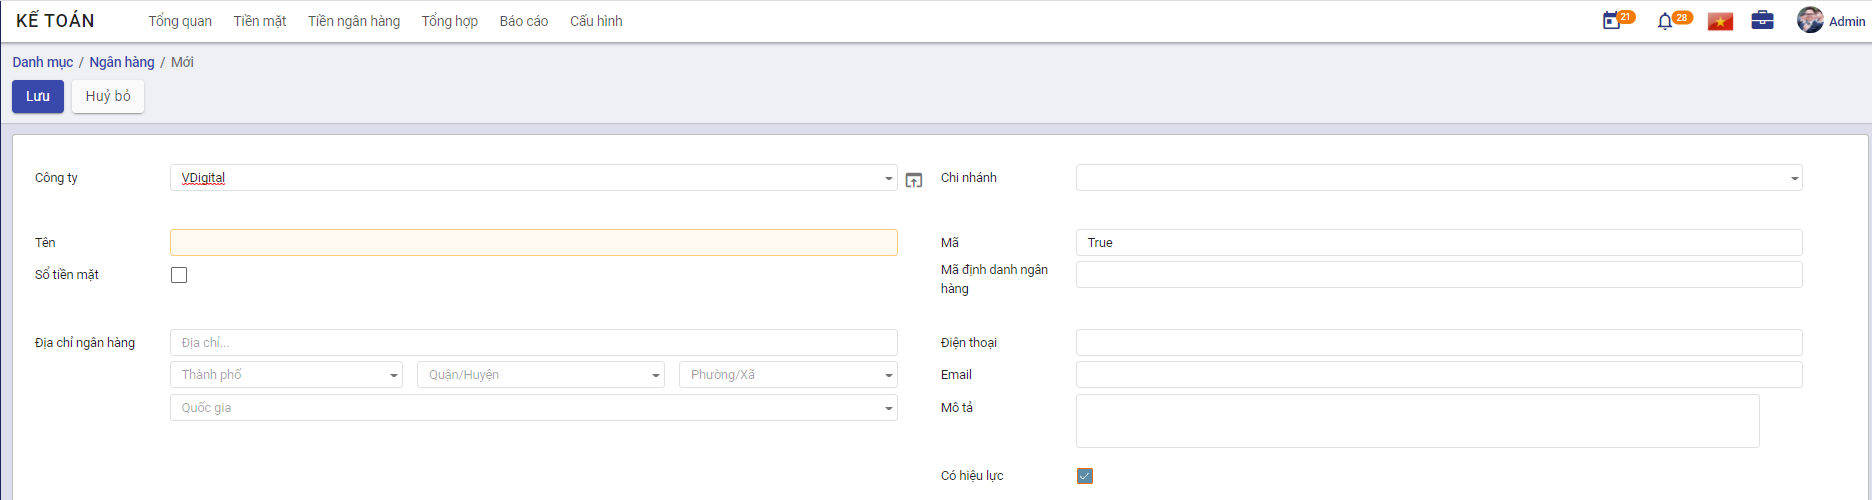 KẾ TOÁN Tổng quan Tiền mặt Tiền ngân hàng Tổng hợp Báo cáo Cấu hình 21 28 Admin
Danh mục / Ngân hàng / Mới
Lưu Huỷ bỏ
Công ty VDigital Chi nhánh
Tên Mã True
Sổ tiền mặt Mã định danh ngân
hàng
Địa chỉ ngân hàng Địa chỉ... Điện thoại
Thành phố Quận/Huyện Phường/Xã Email
Quốc gia Mô tả
Có hiệu lực